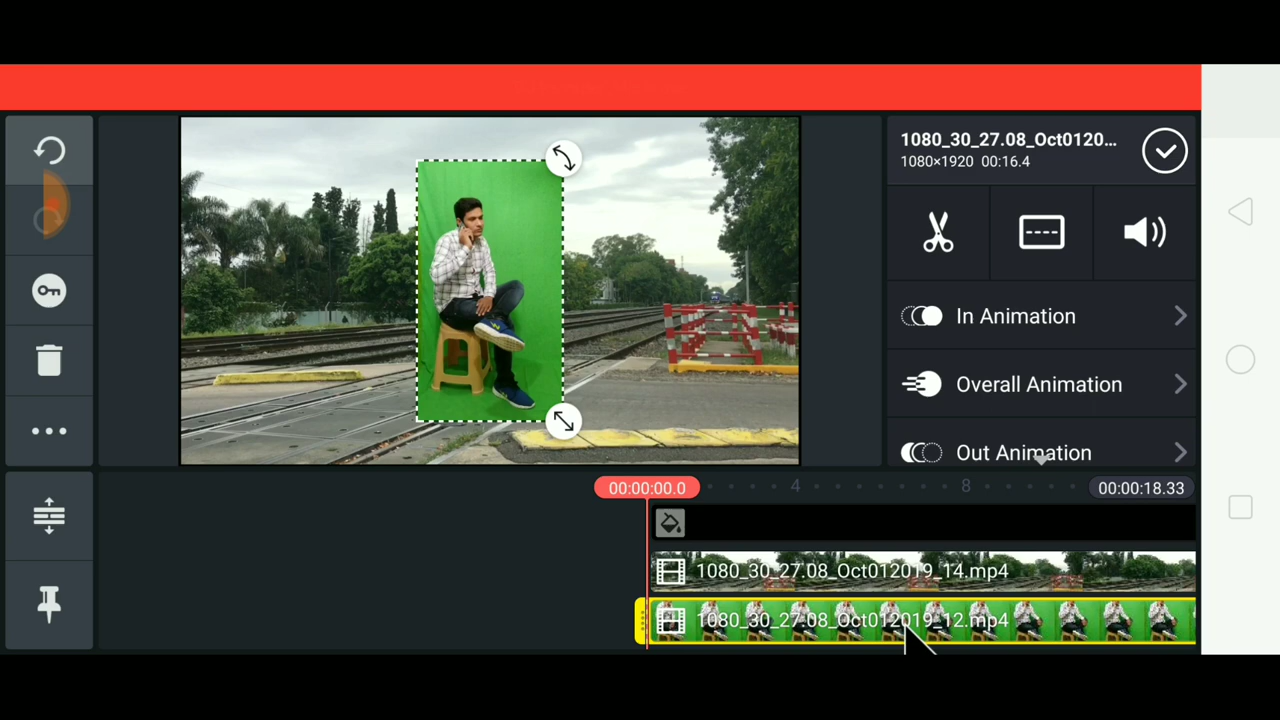 1080_30_27.08_Oct0120...
1080×1920 00:16.4
In Animation
Overall Animation
Out Animation
00:00:00.0
4
8
00:00:18.33
1080_30_27.08_Oct012019_14.mp4
1080_30_27.08_Oct012019_12.mp4